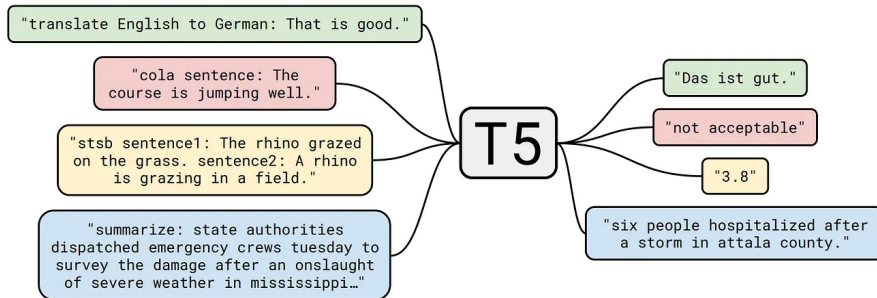 "translate English to German: That is good."
"cola sentence: The
course is jumping well."
"stsb sentence1: The rhino grazed
on the grass. sentence2: A rhino
is grazing in a field."
"summarize: state authorities
dispatched emergency crews tuesday to
survey the damage after an onslaught
of severe weather in mississippi…"
T5
"Das ist gut."
"not acceptable"
"3.8"
"six people hospitalized after
a storm in attala county."